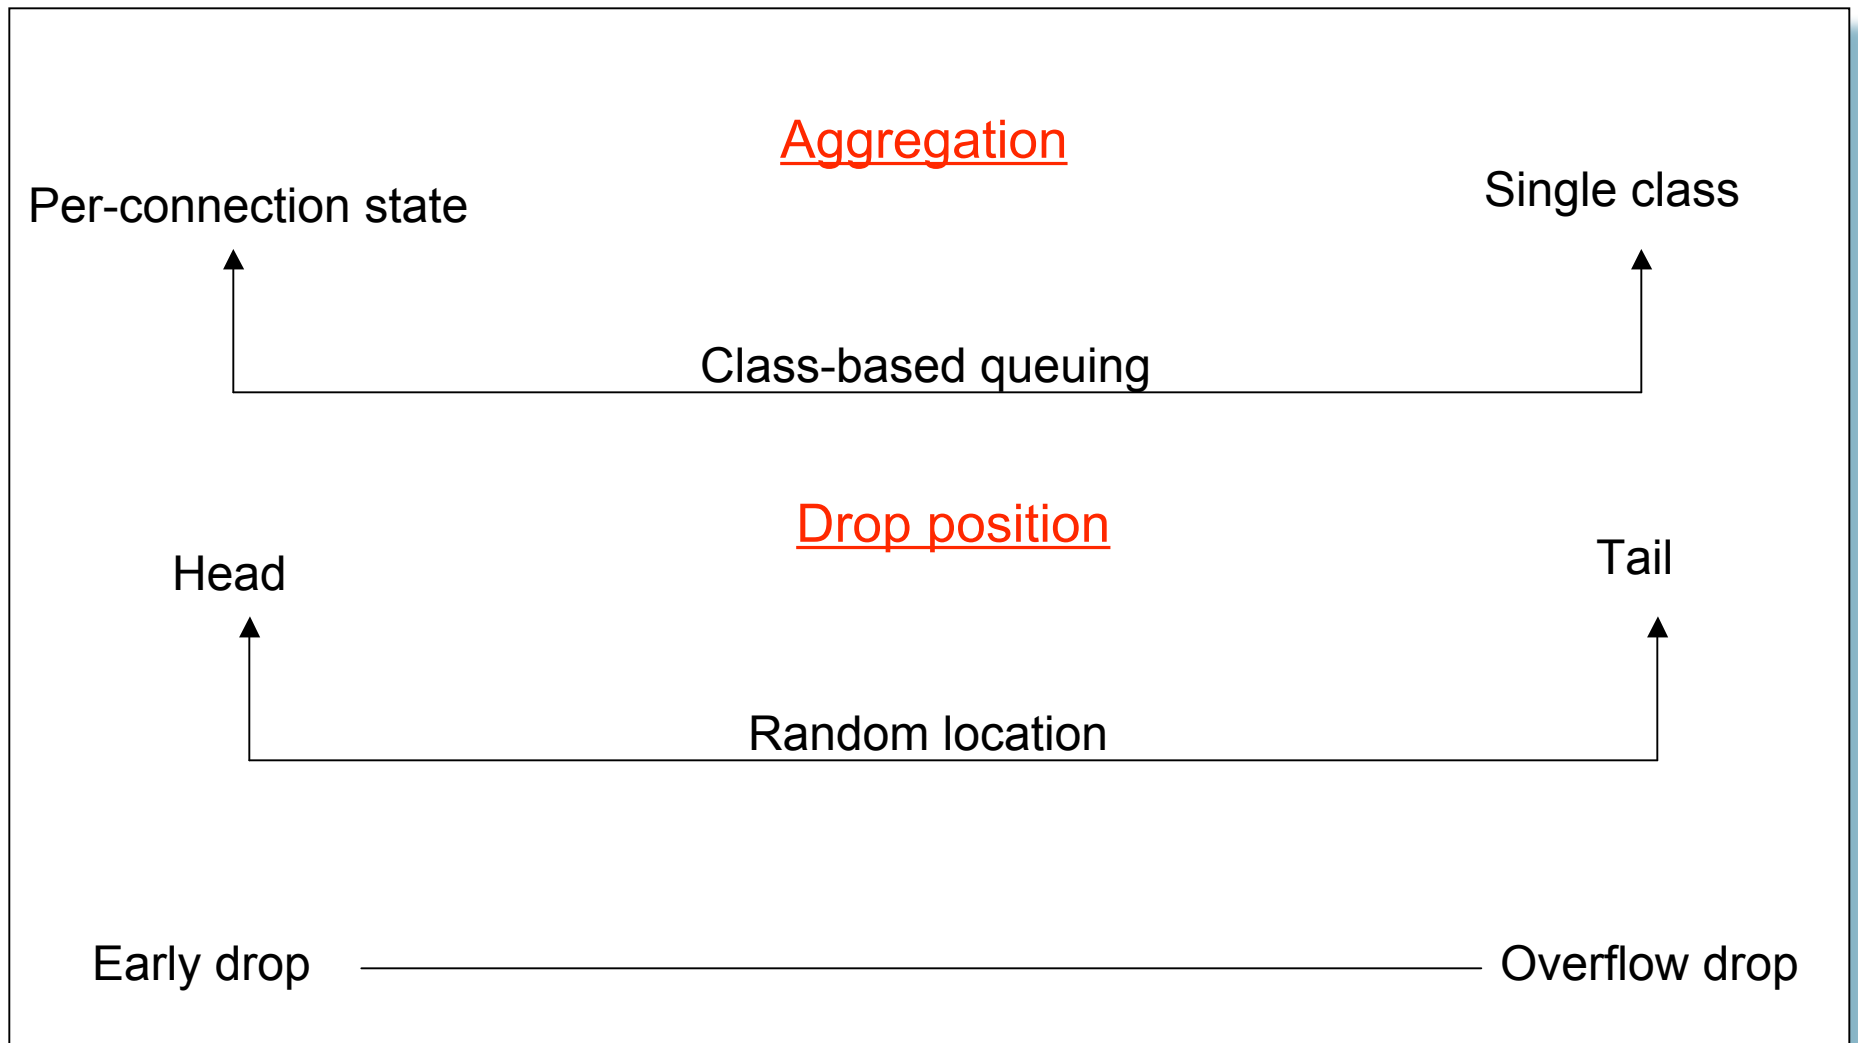 Aggregation
Per-connection state
Single class
Class-based queuing
Drop position
Head
Tail
Random location
Early drop
Overflow drop